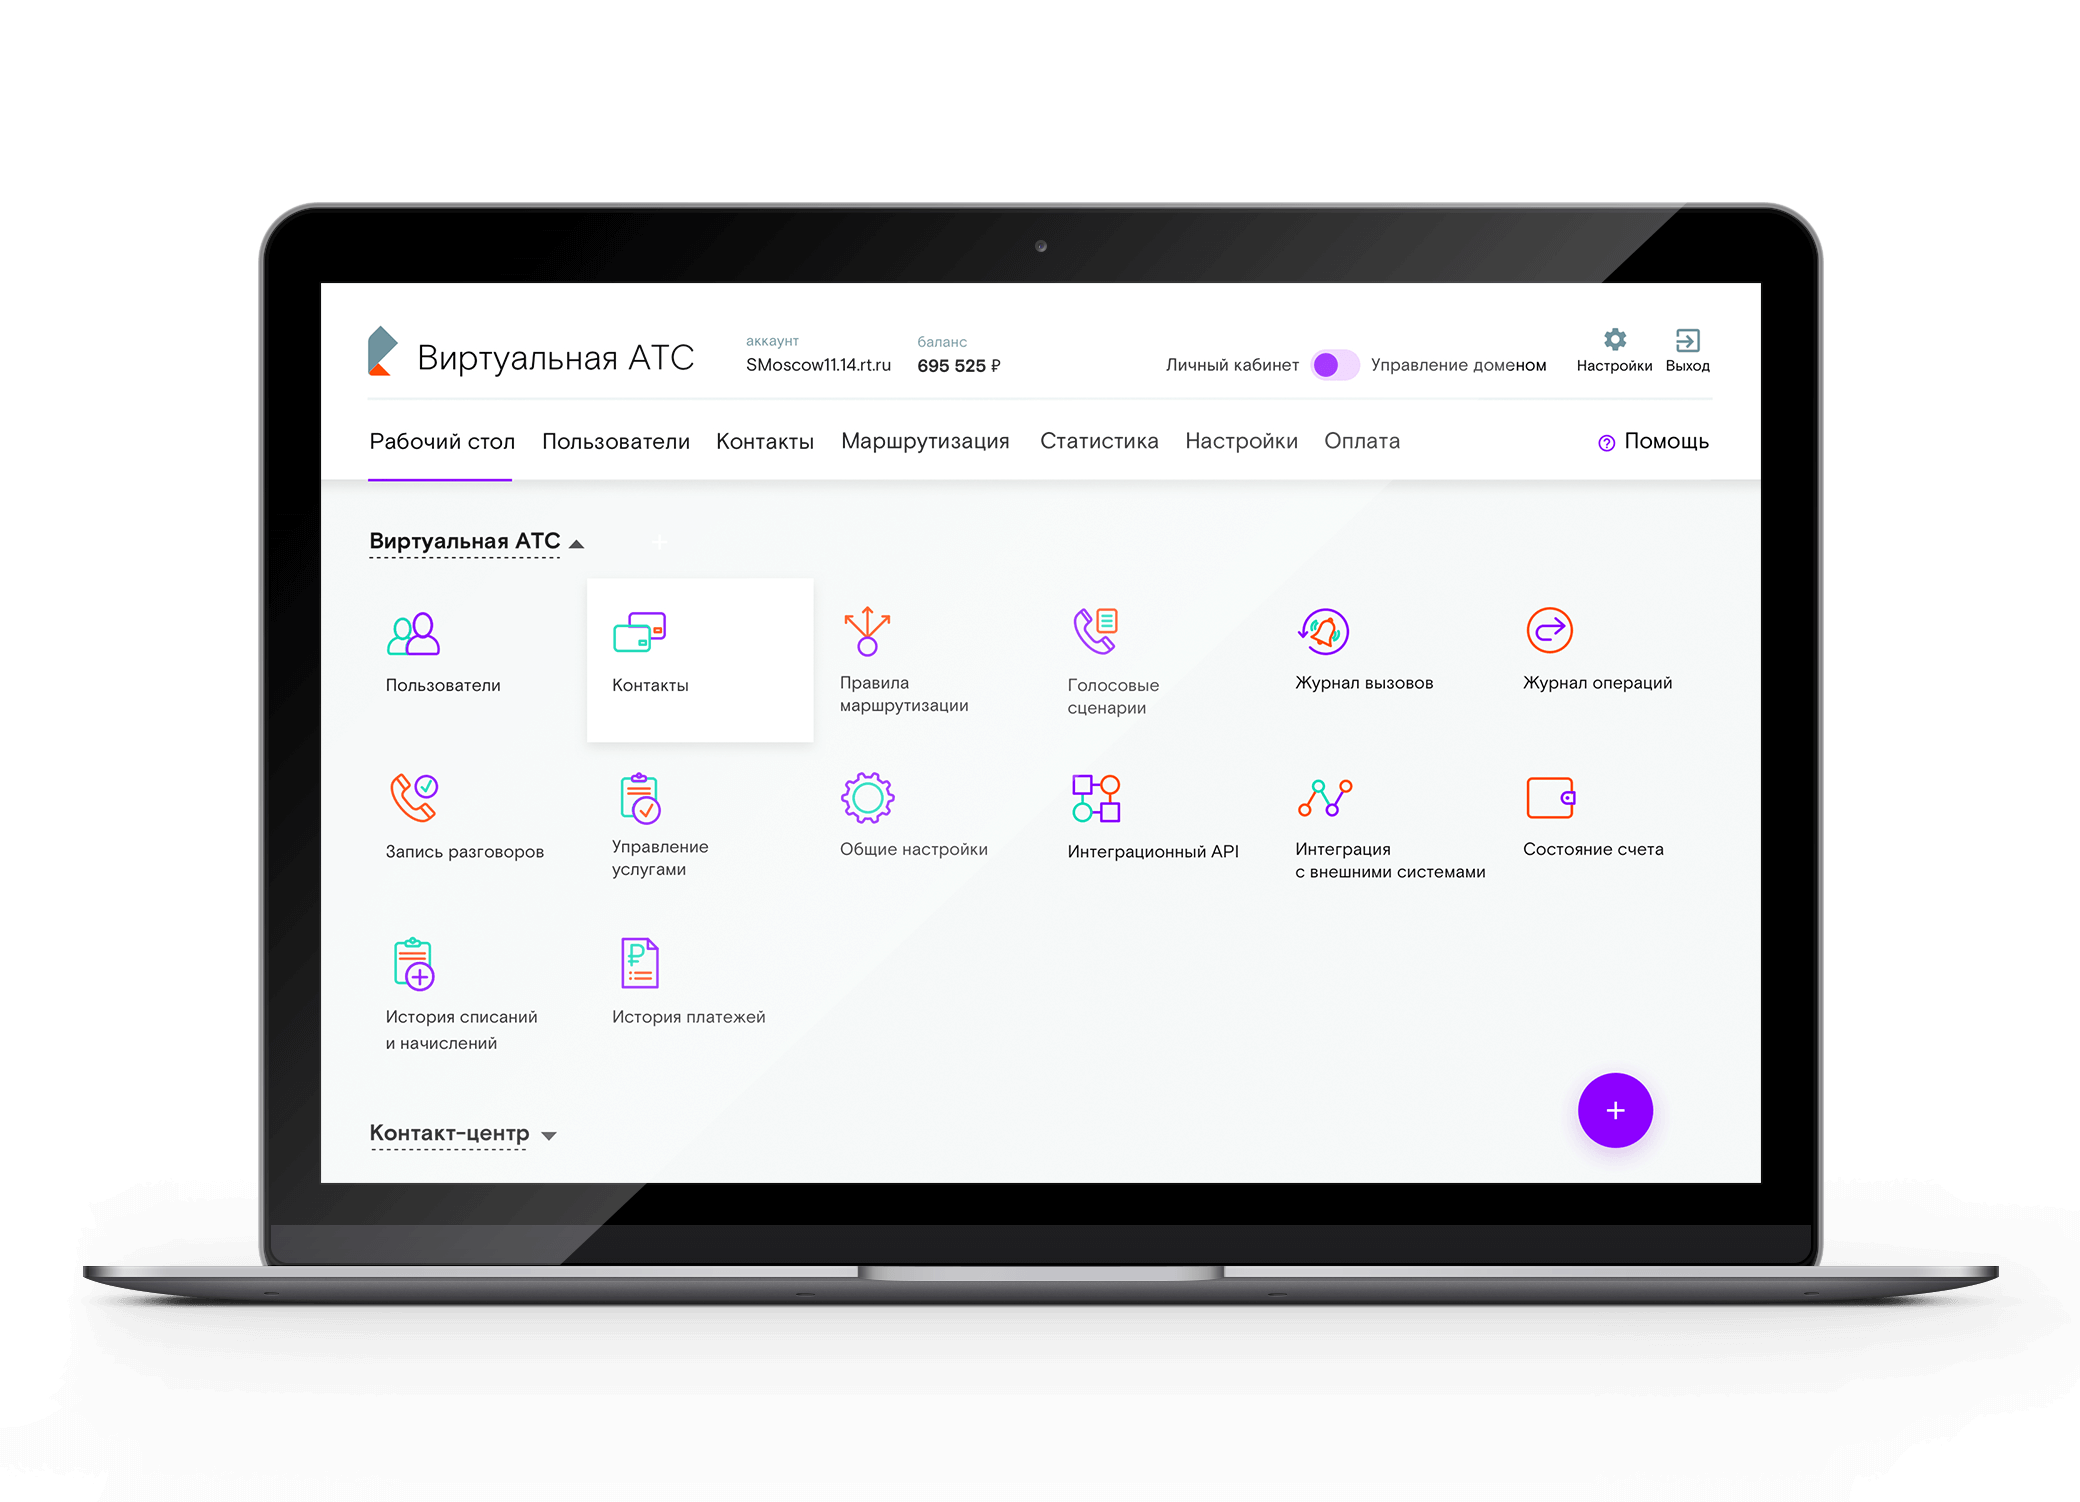 Виртуальная АТС
аккаунт
SMoscow11.14.rt.ru
баланс
695 525 ₽
Личный кабинет
Управление доменом
Настройки
Выход
Рабочий стол
Пользователи
Контакты
Маршрутизация
Статистика
Настройки
Оплата
Помощь
Виртуальная АТС
Пользователи
Контакты
Правила
маршрутизации
Голосовые
сценарии
Журнал вызовов
Журнал операций
Запись разговоров
Управление
услугами
Общие настройки
Интеграционный API
Интеграция
с внешними системами
Состояние счета
История списаний
и начислений
История платежей
Контакт-центр